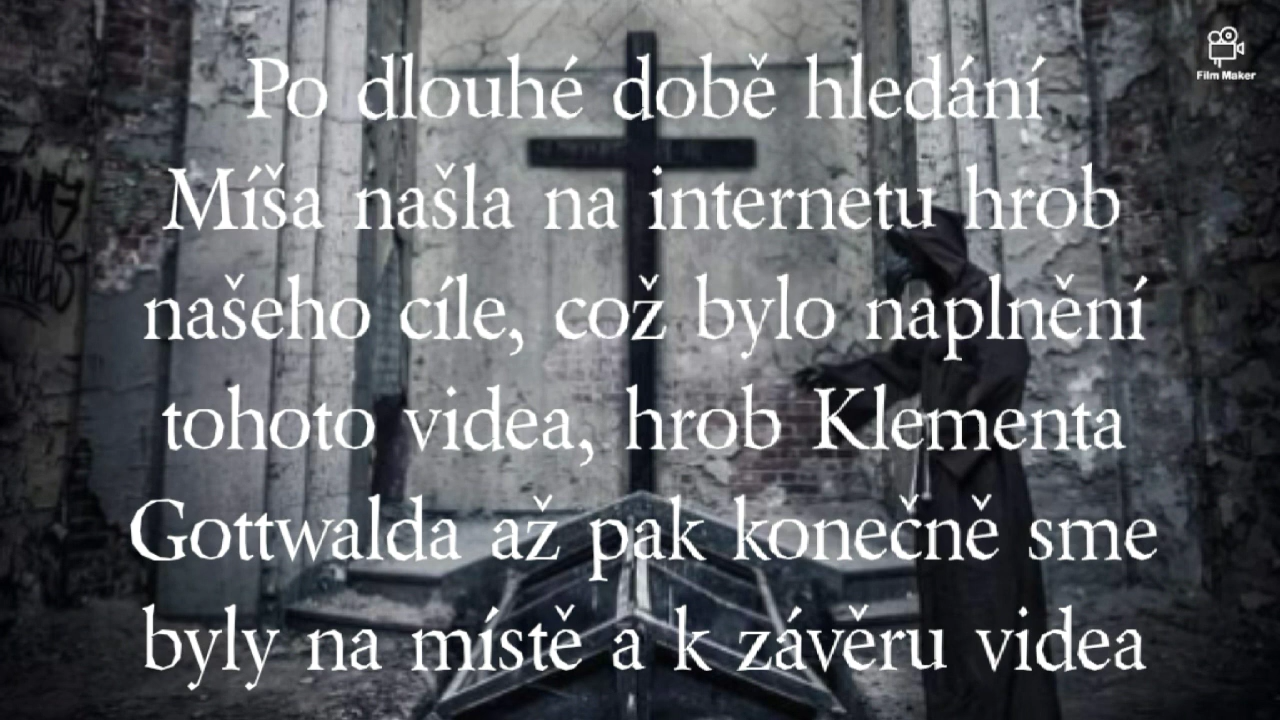 Film Maker
Po dlouhé době hledání
Míša našla na internetu hrob
našeho cíle, což bylo naplnění
tohoto videa, hrob Klementa
Gottwalda až pak konečně sme
byly na místě a k závěru videa